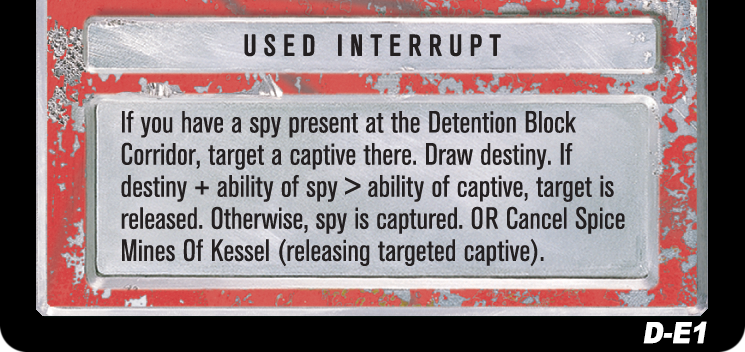 USED INTERRUPT
If you have a spy present at the Detention Block
Corridor, target a captive there. Draw destiny. If
destiny + ability of spy > ability of captive, target is
released. Otherwise, spy is captured. OR Cancel Spice
Mines Of Kessel (releasing targeted captive).
D-E1